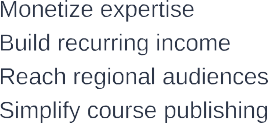 Monetize expertise
Build recurring income
Reach regional audiences
Simplify course publishing